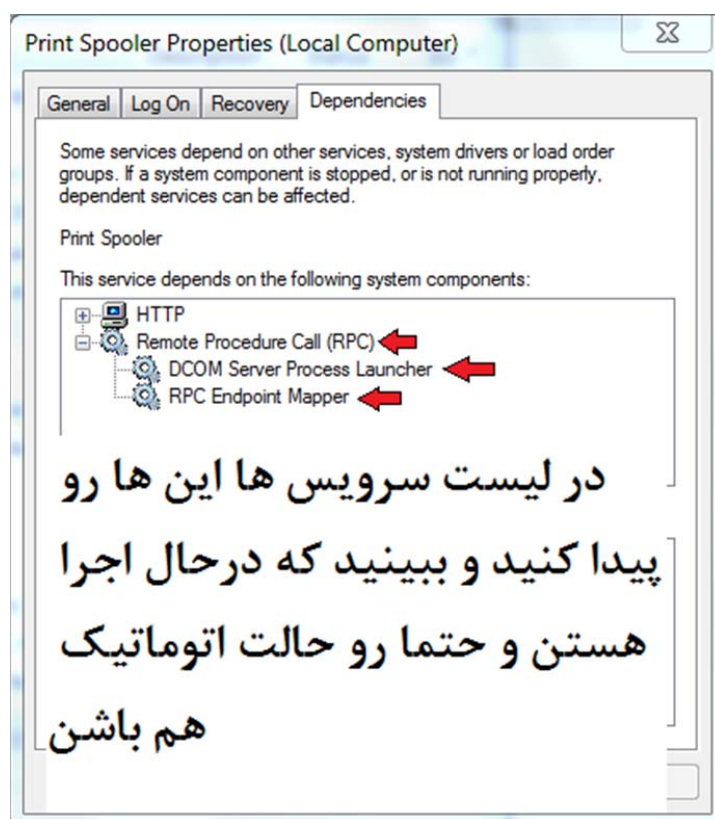 Print Spooler Properties (Local Computer)
General Log On Recovery Dependencies
Some services depend on other services, system drivers or load order
groups. If a system component is stopped, or is not running properly,
dependent services can be affected.
Print Spooler
This service depends on the following system components:
HTTP
Remote Procedure Call (RPC)
DCOM Server Process Launcher
RPC Endpoint Mapper
در لیست سرویس ها این ها رو
پیدا کنید و ببینید که درحال اجرا
هستن و حتما رو حالت اتوماتیک
هم باشن